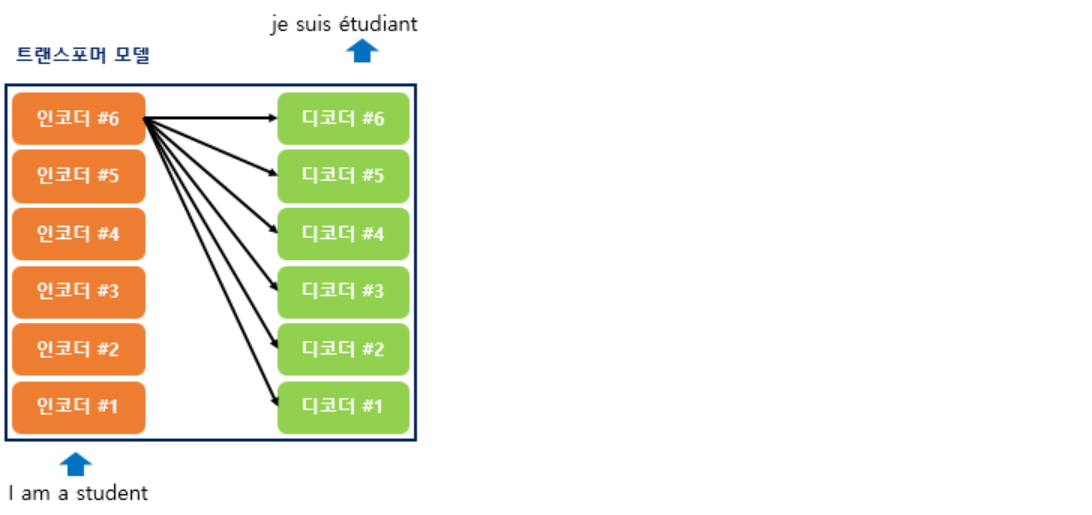 je suis étudiant
트랜스포머 모델
인코더 #6
디코더 #6
인코더 #5
디코더 #5
인코더 #4
디코더 #4
인코더 #3
디코더 #3
인코더 #2
디코더 #2
인코더 #1
디코더 #1
I am a student